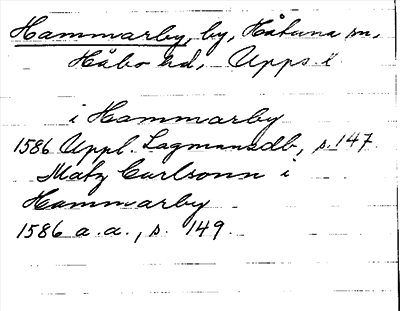 Hammarby, by, Håtuna sn,
Håbo hd, Upps. l.
i Hammarby
1586 Uppl. Lagmansdb, s. 147.
Matz Carlsonn i
Hammarby
1586 a. a., s. 149.